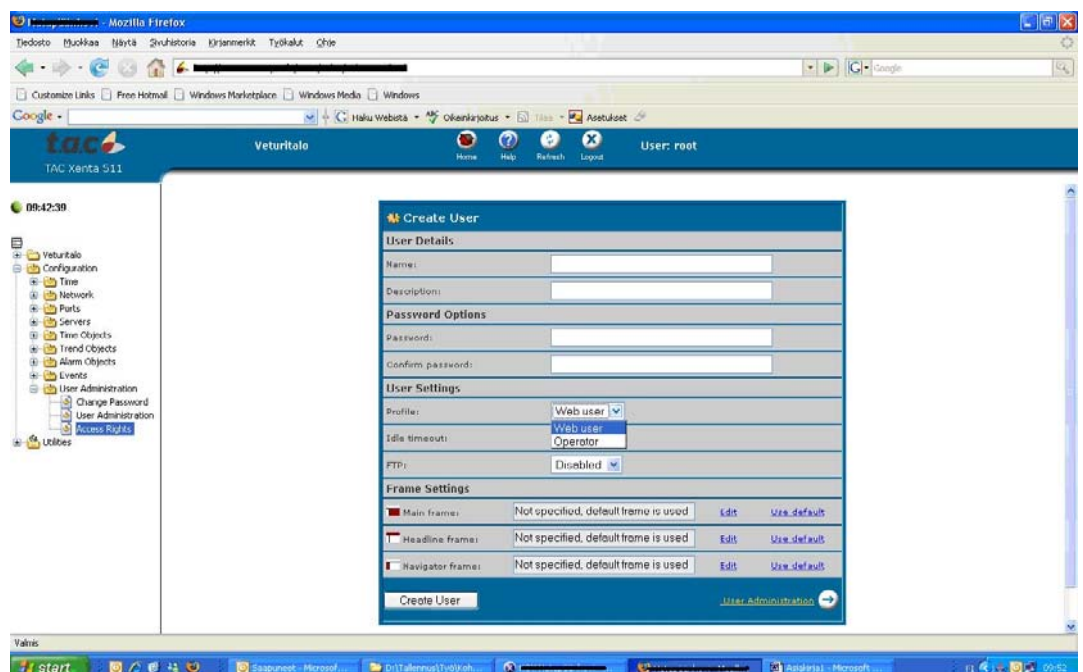 - Mozilla Firefox
Tiedosto Muokkaa Näytä Sivuhistoria Kirjanmerkit Työkalut Ohje
G Google
Customize Links Free Hotmail Windows Marketplace Windows Media Windows
Google G Haku Webistä Oikeinkirjoitus Tilaa Asetukset
t.a.c
TAC Xenta 511
Veturitalo
Home Help Refresh Logout
User: root
09:42:39
Veturitalo
Configuration
Time
Network
Ports
Servers
Time Objects
Trend Objects
Alarm Objects
Events
User Administration
Change Password
User Administration
Access Rights
Utilities
Create User
User Details
Name:
Description:
Password Options
Password:
Confirm password:
User Settings
Profile: Web user
Web user
Operator
Idle timeout:
FTP: Disabled
Frame Settings
Main frame: Not specified, default frame is used Edit Use default
Headline frame: Not specified, default frame is used Edit Use default
Navigator frame: Not specified, default frame is used Edit Use default
Create User User Administration
Valmis
start Saapuneet - Microsof... D:\Tallennus\Työ\Koh... Asiakirja1 - Microsoft ... FI 09:52